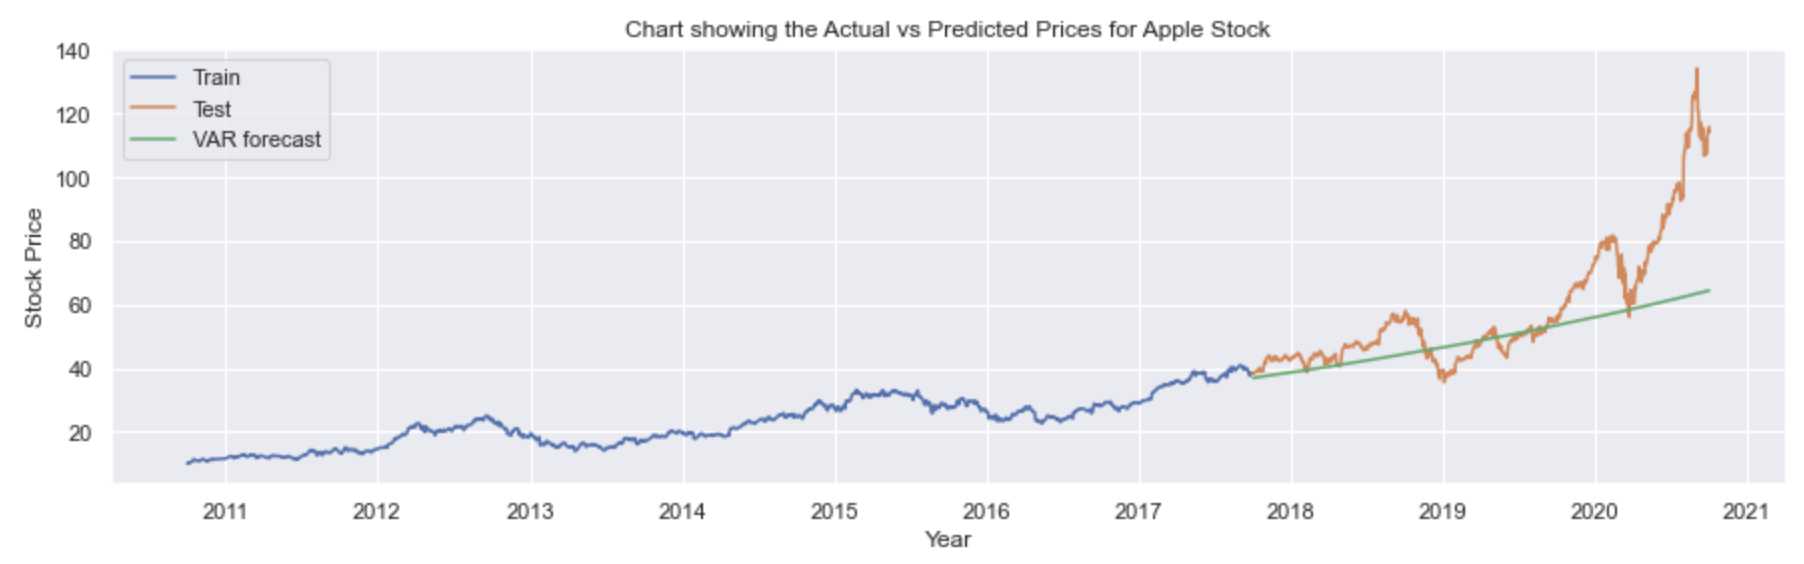 Chart showing the Actual vs Predicted Prices for Apple Stock
140
120
100
80
60
40
20
Stock Price
Train
Test
VAR forecast
2011 2012 2013 2014 2015 2016 2017 2018 2019 2020 2021
Year